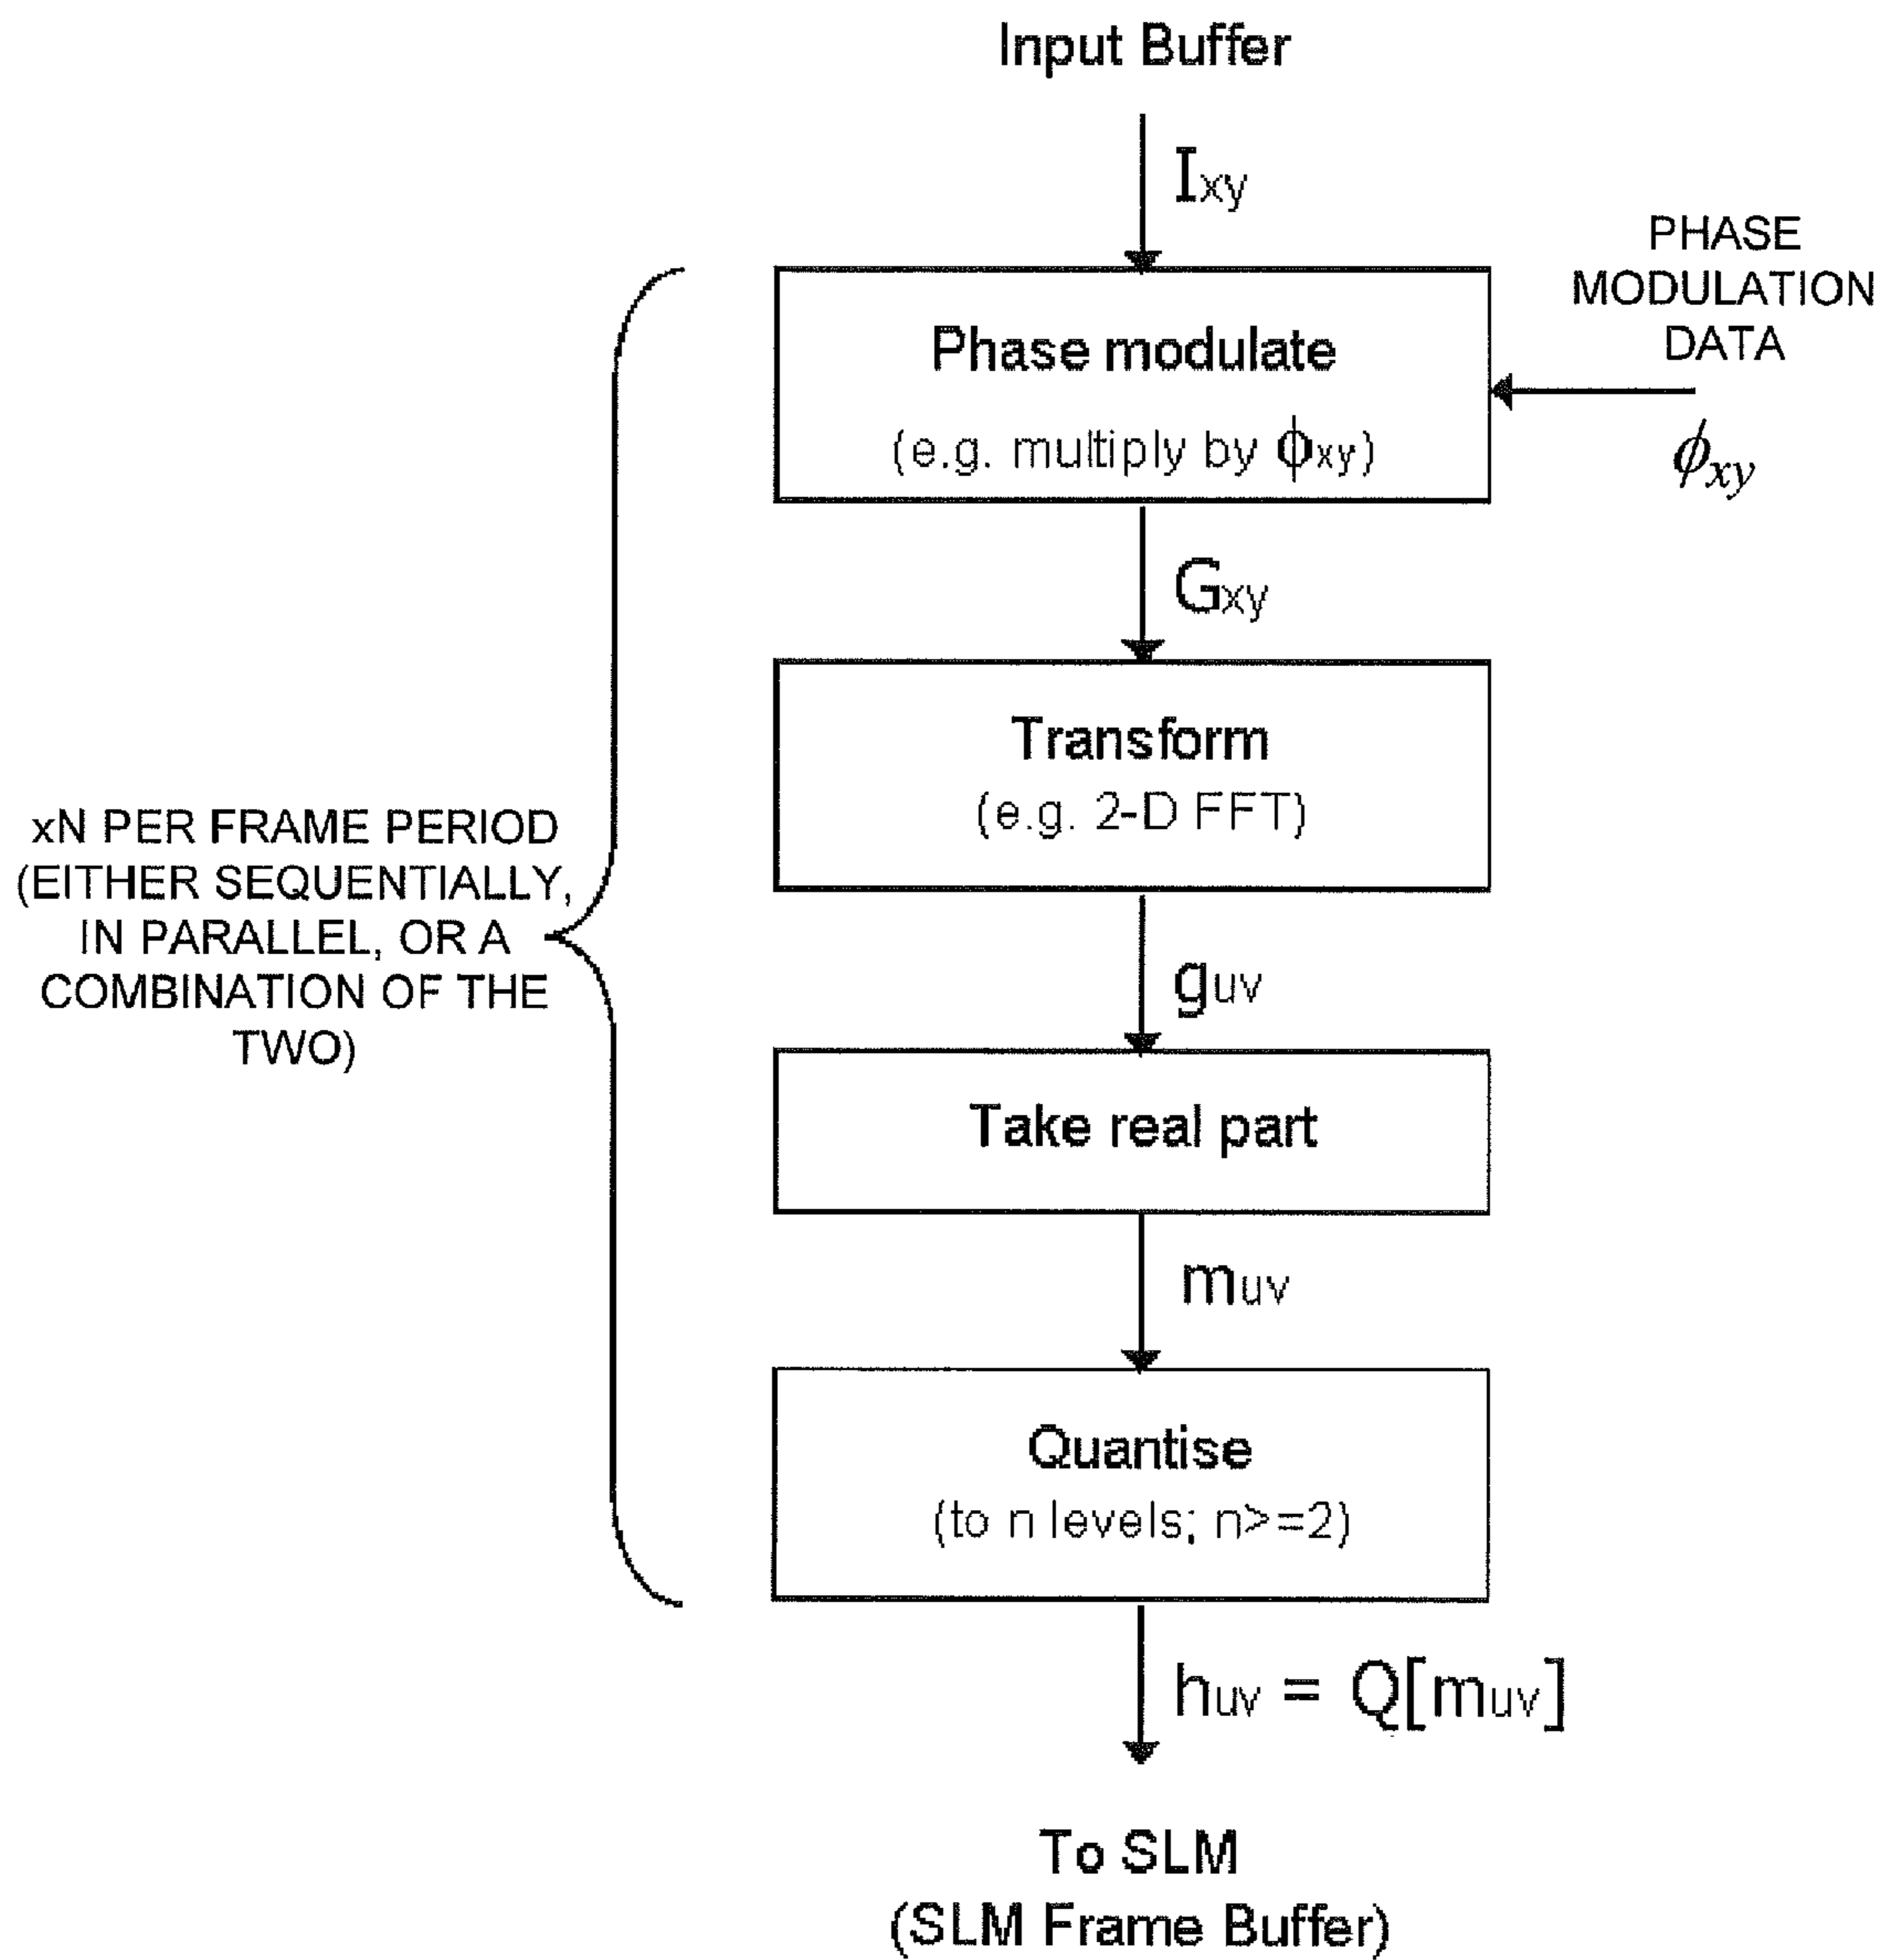 Input Buffer
Ixy
PHASE
MODULATION
DATA
Phase modulate
(e.g. multiply by ϕxy)
ϕxy
Gxy
Transform
(e.g. 2-D FFT)
xN PER FRAME PERIOD
(EITHER SEQUENTIALLY,
IN PARALLEL, OR A
COMBINATION OF THE
TWO)
guv
Take real part
muv
Quantise
(to n levels; n>=2)
huv = Q[muv]
To SLM
(SLM Frame Buffer)